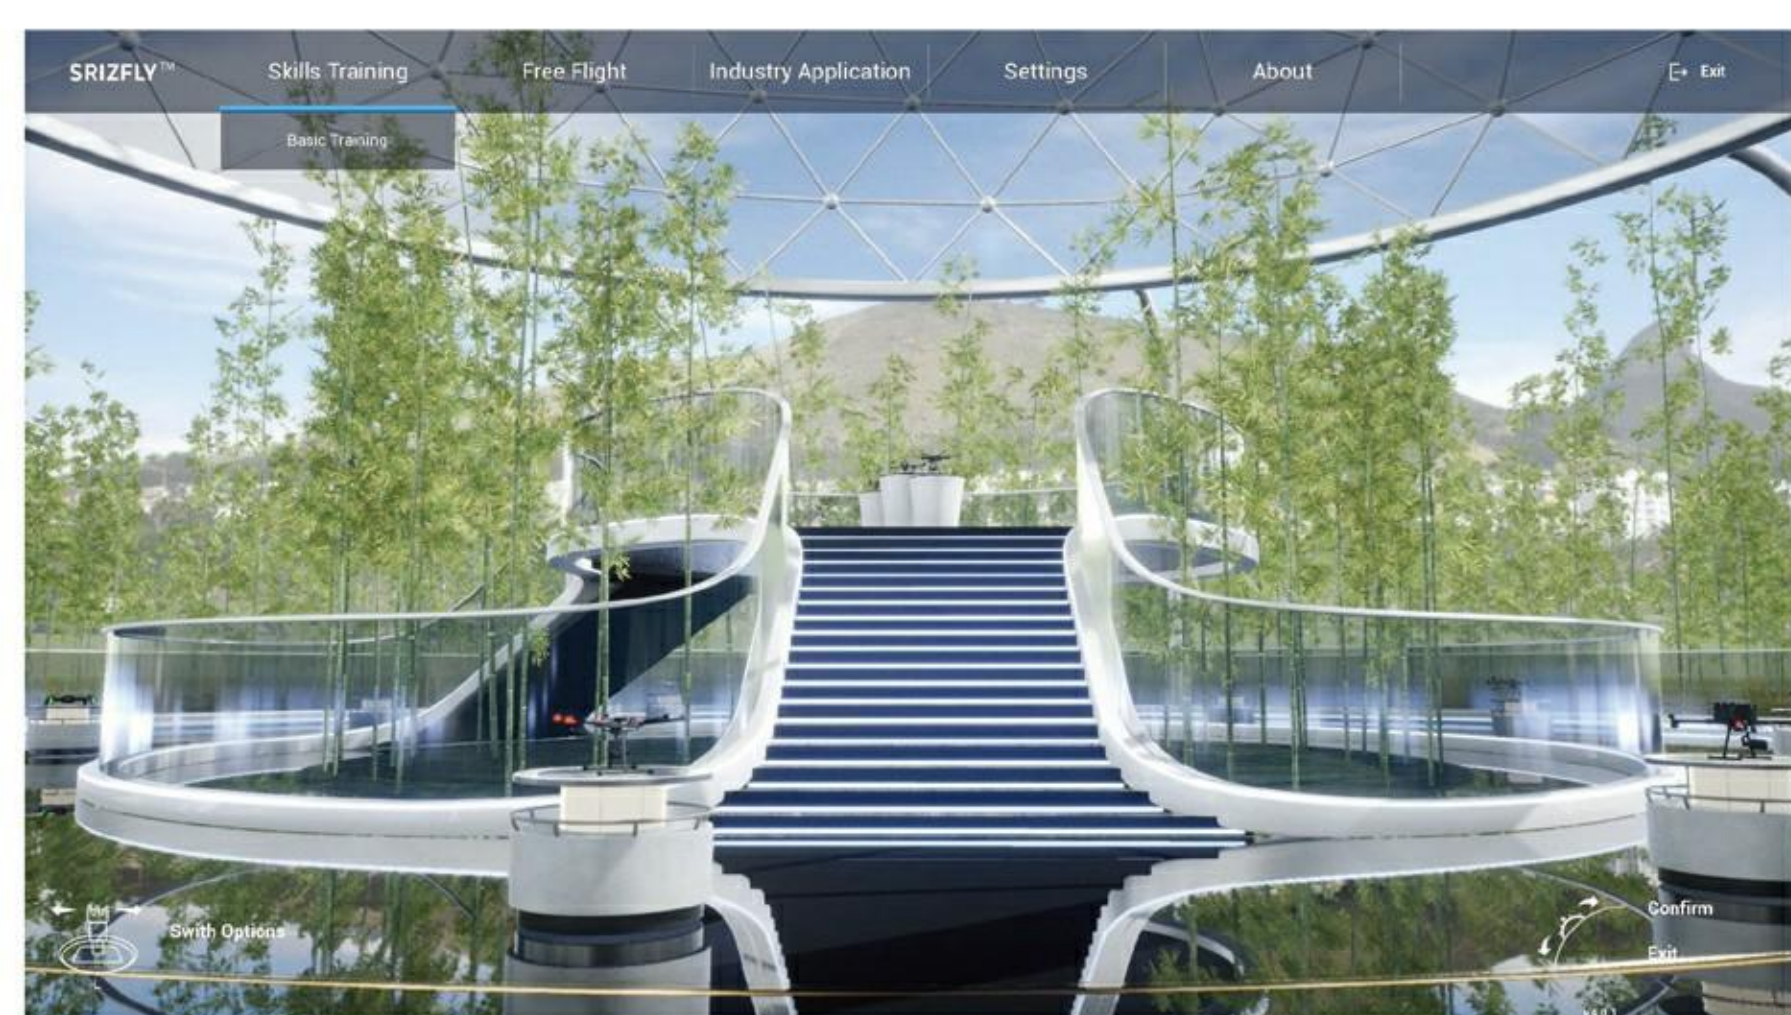 SRIZFLY™ Skills Training Free Flight Industry Application Settings About Exit
Basic Training
Swith Options
Confirm
Exit
L